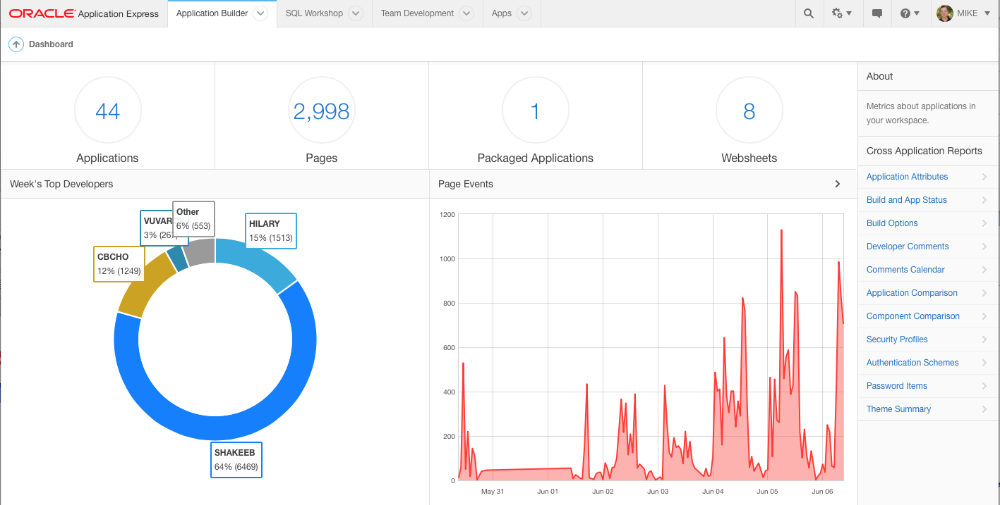 ORACLE Application Express
Application Builder
SQL Workshop
Team Development
Apps
MIKE
Dashboard
44
Applications
2,998
Pages
1
Packaged Applications
8
Websheets
About
Metrics about applications in
your workspace.
Cross Application Reports
Application Attributes
Build and App Status
Build Options
Developer Comments
Comments Calendar
Application Comparison
Component Comparison
Security Profiles
Authentication Schemes
Password Items
Theme Summary
Week's Top Developers
Other
6% (553)
3%
HILARY
15% (1513)
CBCHO
12% (1249)
SHAKEEB
64% (6469)
Page Events
1200
1000
800
600
400
200
0
May 31
Jun 01
Jun 02
Jun 03
Jun 04
Jun 05
Jun 06